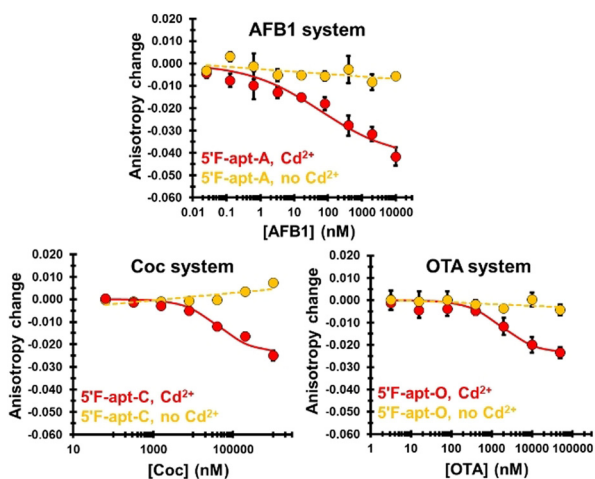 AFB1 system
0.020
0.010
0.000
-0.010
-0.020
-0.030
-0.040
-0.050
-0.060
Anisotropy change
5'F-apt-A, Cd²⁺
5'F-apt-A, no Cd²⁺
0.01 0.1 1 10 100 1000 10000
[AFB1] (nM)
Coc system
0.020
0.010
0.000
-0.010
-0.020
-0.030
-0.040
-0.050
-0.060
Anisotropy change
5'F-apt-C, Cd²⁺
5'F-apt-C, no Cd²⁺
10 1000 100000
[Coc] (nM)
OTA system
0.020
0.010
0.000
-0.010
-0.020
-0.030
-0.040
-0.050
-0.060
Anisotropy change
5'F-apt-O, Cd²⁺
5'F-apt-O, no Cd²⁺
1 10 100 1000 10000 100000
[OTA] (nM)